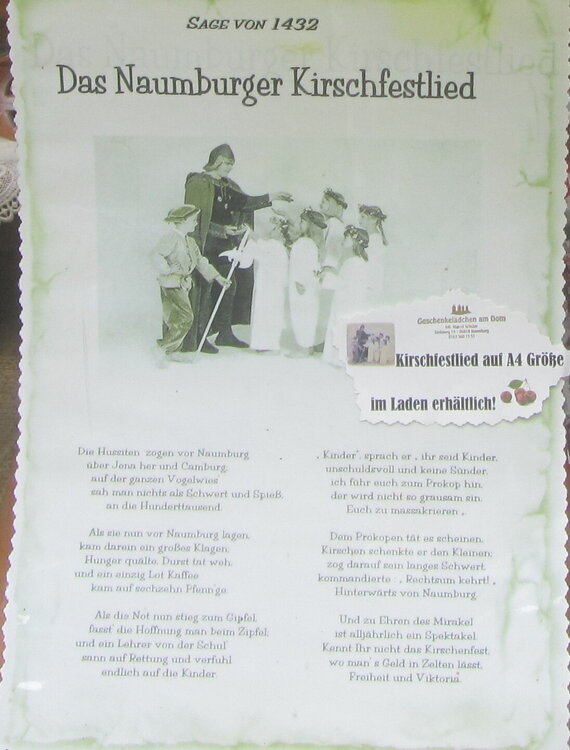 SAGE VON 1432
Das Naumburger Kirschfestlied
Geschenkelädchen am Dom
Kirschfestlied auf A4 Größe
im Laden erhältlich!
Die Hussiten zogen vor Naumburg
über Jena her und Camburg,
auf der ganzen Vogelwies
sah man nichts als Schwert und Spieß,
an die Hunderttausend.
Als sie nun vor Naumburg lagen,
kam darein ein großes Klagen;
Hunger quälte, Durst tat weh,
und ein einzig Lot Kaffee
kam auf sechzehn Pfennige.
Als die Not nun stieg zum Gipfel,
fasst' die Hoffnung man beim Zipfel,
und ein Lehrer von der Schul'
sann auf Rettung und verfuhl
endlich auf die Kinder.
„Kinder“, sprach er „ihr seid Kinder,
unschuldsvoll und keine Sünder,
ich führ euch zum Prokop hin,
der wird nicht so grausam sin,
Euch zu massakrieren„.
Dem Prokopen tät es scheinen,
Kirschen schenkte er den Kleinen;
zog darauf sein langes Schwert,
kommandierte: „Rechtsum kehrt!„
Hinterwärts von Naumburg.
Und zu Ehren des Mirakel
ist alljährlich ein Spektakel.
Kennt Ihr nicht das Kirschenfest,
wo man's Geld in Zelten lässt,
Freiheit und Viktoria.